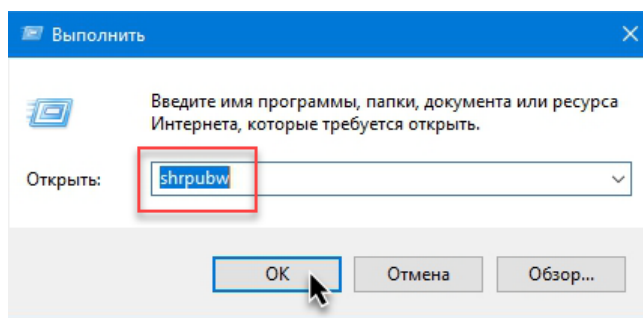 Выполнить
Введите имя программы, папки, документа или ресурса
Интернета, которые требуется открыть.
Открыть: shrpubw
OK Отмена Обзор...